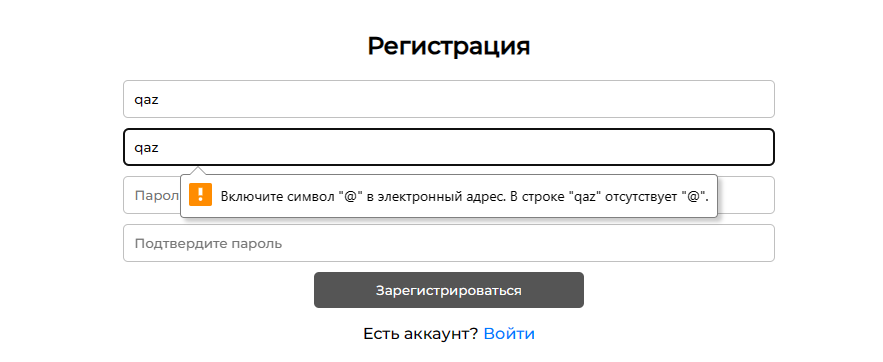 Регистрация
qaz
qaz
Включите символ "@" в электронный адрес. В строке "qaz" отсутствует "@".
Парол
Подтвердите пароль
Зарегистрироваться
Есть аккаунт? Войти